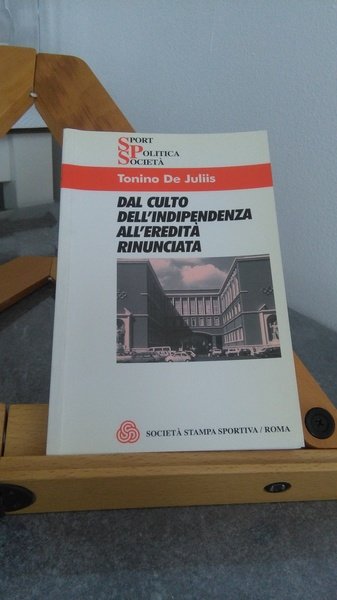 SPORT
POLITICA
SOCIETÀ
Tonino De Juliis
DAL CULTO
DELL'INDIPENDENZA
ALL'EREDITÀ
RINUNCIATA
SOCIETÀ STAMPA SPORTIVA / ROMA